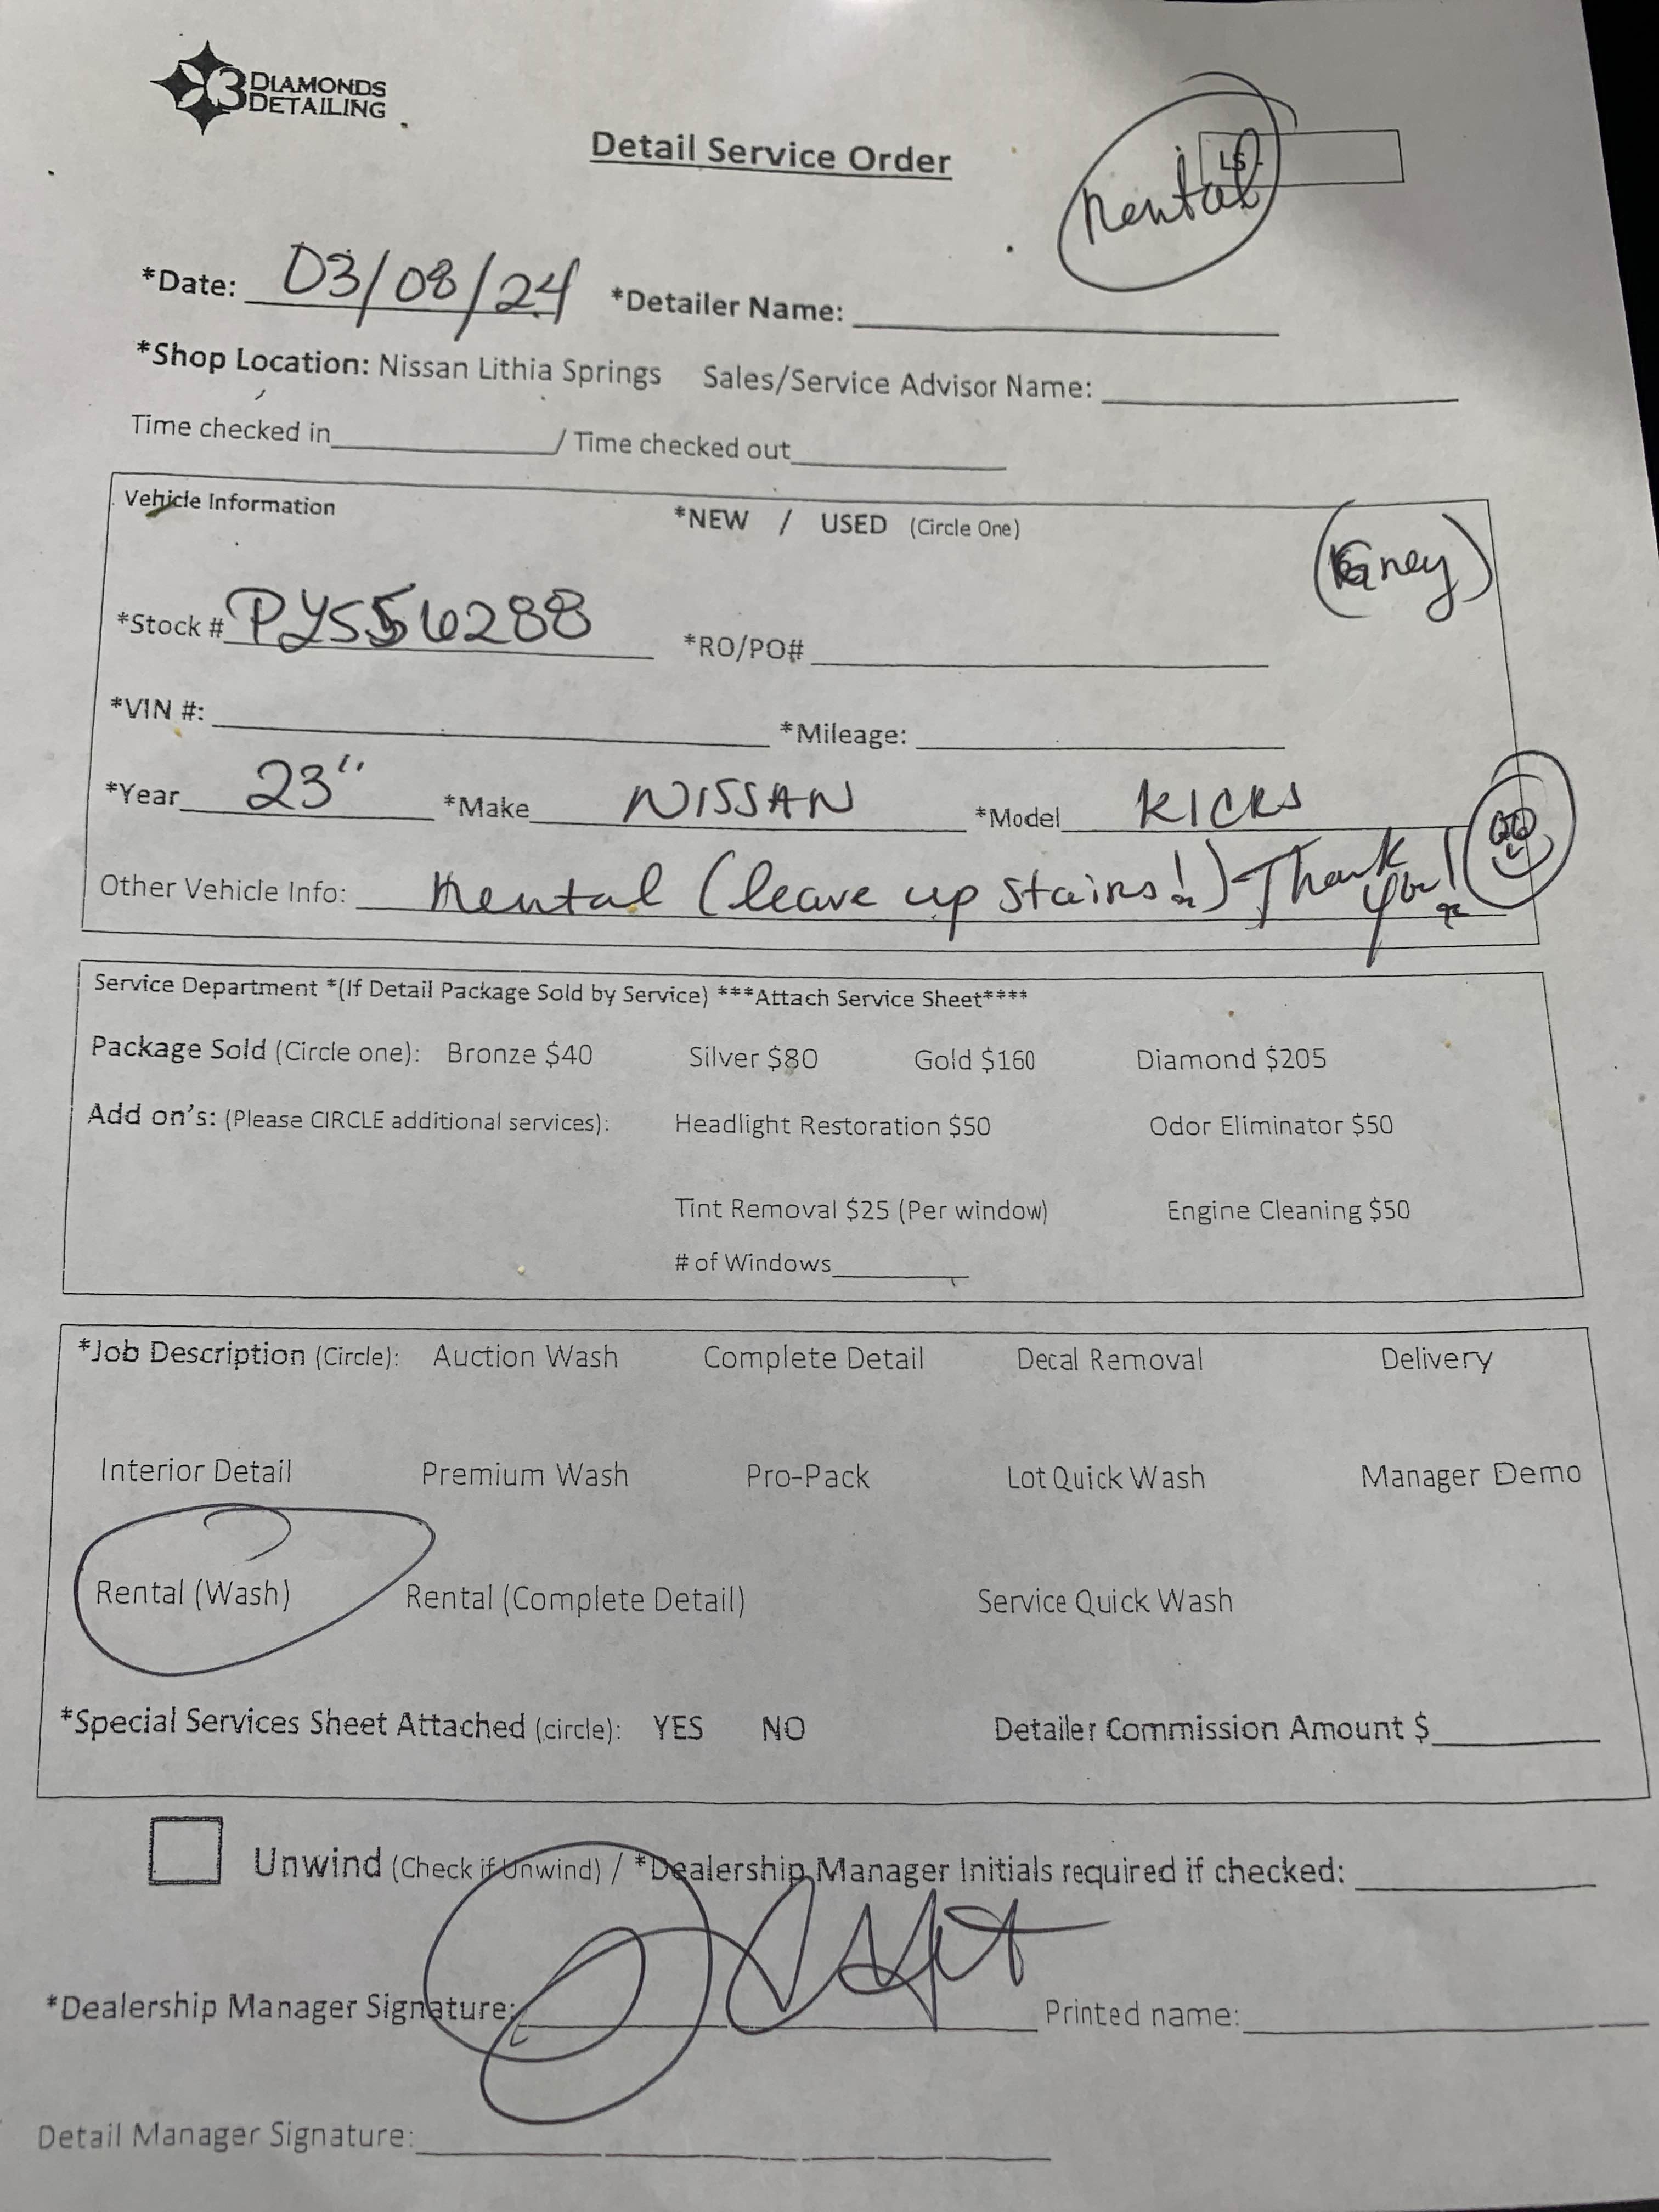 3 DIAMONDS
DETAILING
Detail Service Order
LS -
Rental
*Date: 03/08/24 *Detailer Name:
*Shop Location: Nissan Lithia Springs Sales/Service Advisor Name:
Time checked in / Time checked out
Vehicle Information *NEW / USED (Circle One)
(Grey)
*Stock # PY556288 *RO/PO#
*VIN #: *Mileage:
*Year 23" *Make NISSAN *Model KICKS
Other Vehicle Info: Rental (leave up stairs!) Thank you!
Service Department *(If Detail Package Sold by Service) ***Attach Service Sheet****
Package Sold (Circle one): Bronze $40 Silver $80 Gold $160 Diamond $205
Add on's: (Please CIRCLE additional services): Headlight Restoration $50 Odor Eliminator $50
Tint Removal $25 (Per window) Engine Cleaning $50
# of Windows
*Job Description (Circle): Auction Wash Complete Detail Decal Removal Delivery
Interior Detail Premium Wash Pro-Pack Lot Quick Wash Manager Demo
Rental (Wash) Rental (Complete Detail) Service Quick Wash
*Special Services Sheet Attached (circle): YES NO Detailer Commission Amount $
Unwind (Check if Unwind) / *Dealership Manager Initials required if checked:
*Dealership Manager Signature: Printed name:
Detail Manager Signature: